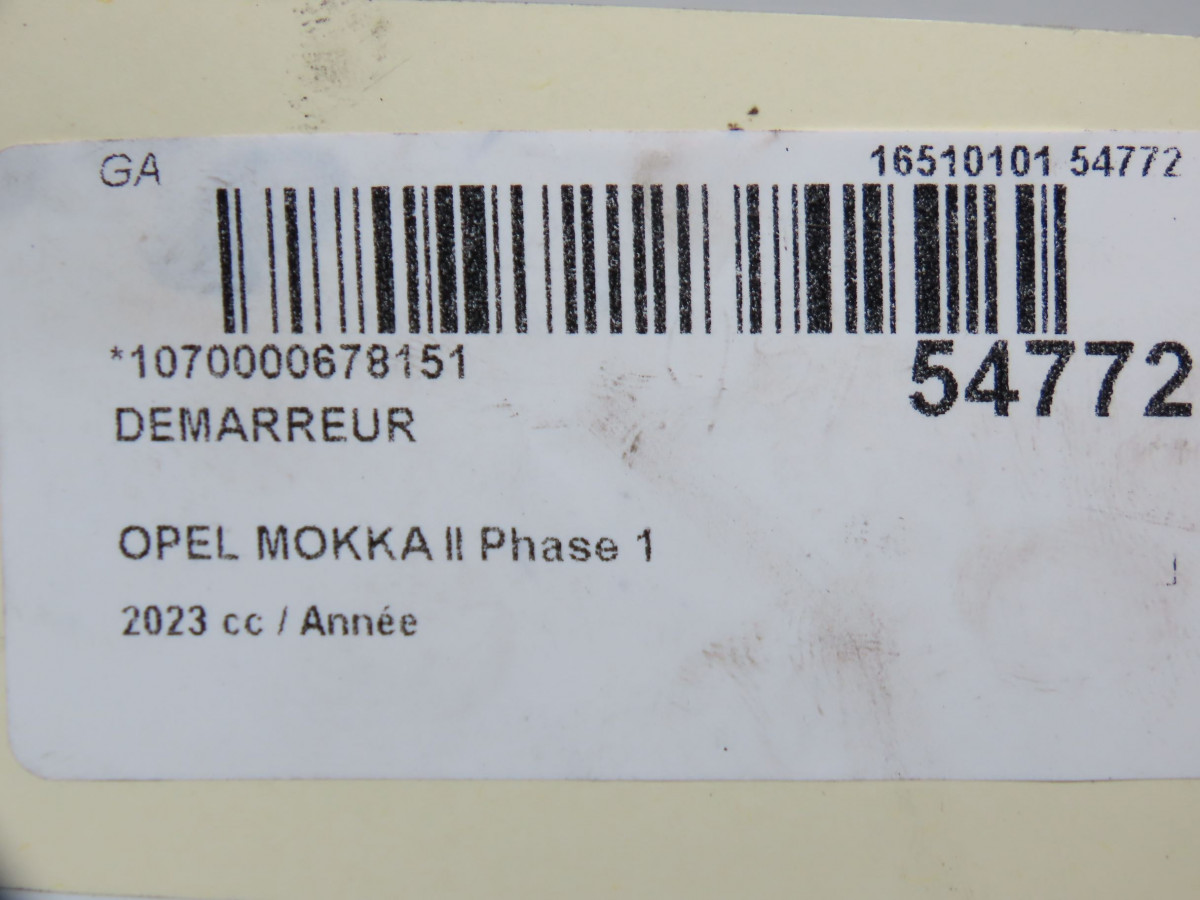 GA 16510101 54772
*1070000678151 54772
DEMARREUR
OPEL MOKKA II Phase 1
2023 cc / Année